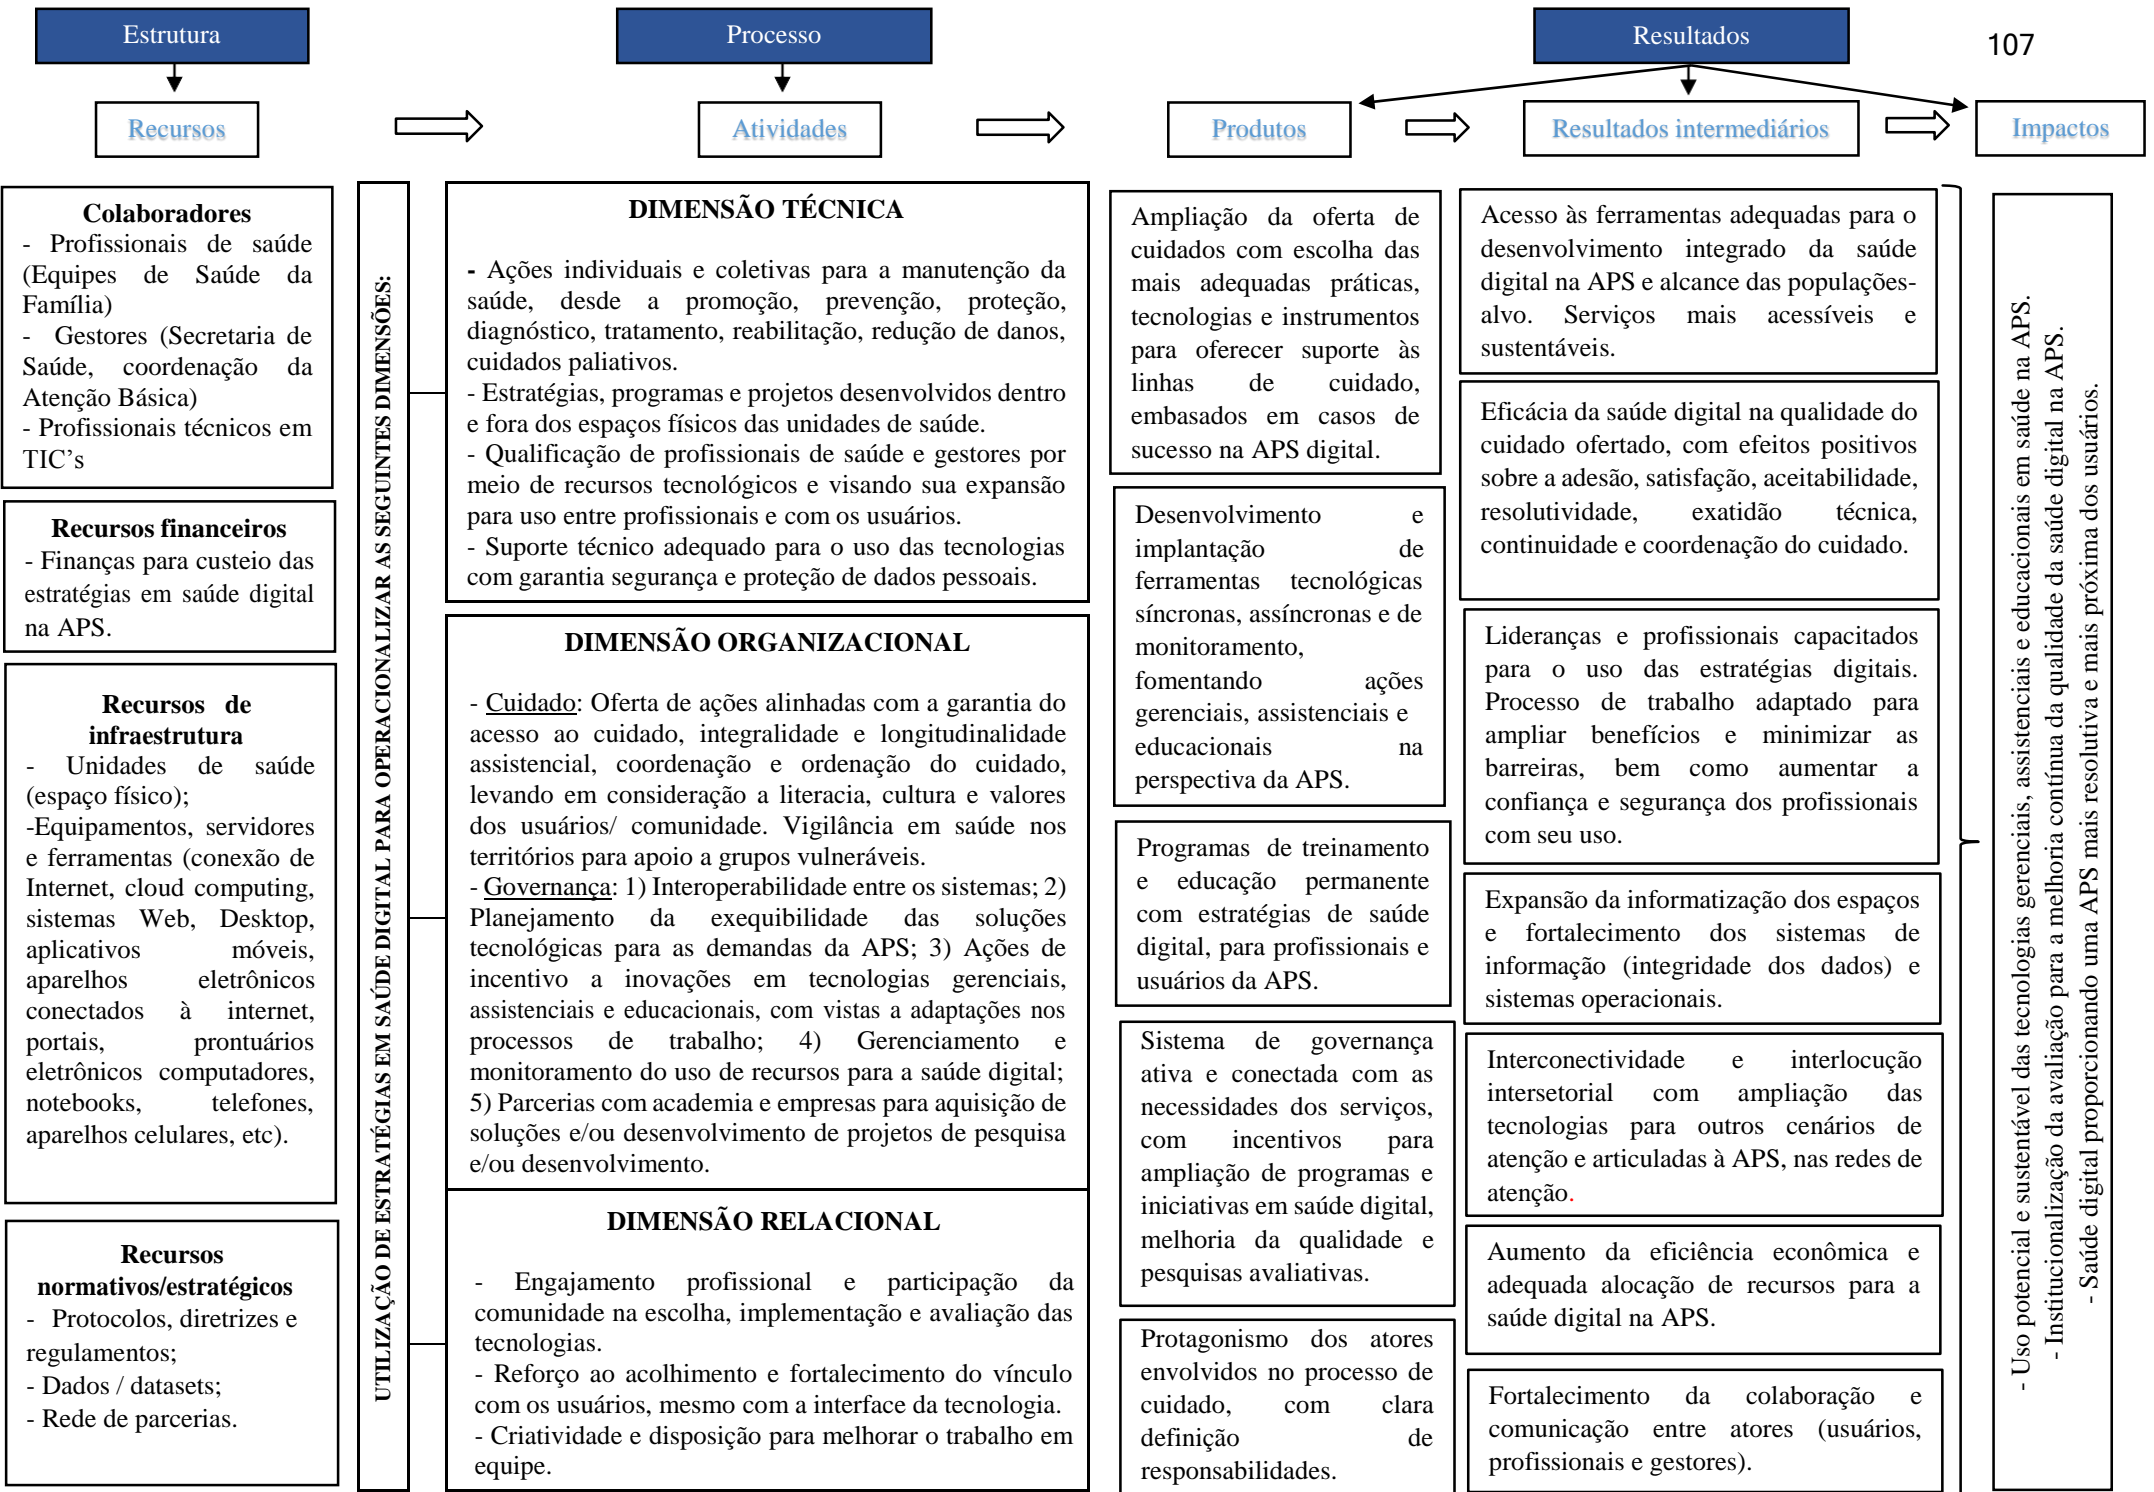 Estrutura
Processo
Resultados
107
Recursos
Atividades
Produtos
Resultados intermediários
Impactos
Colaboradores
- Profissionais de saúde
(Equipes de Saúde da
Família)
- Gestores (Secretaria de
Saúde, coordenação da
Atenção Básica)
- Profissionais técnicos em
TIC’s
Recursos financeiros
- Finanças para custeio das
estratégias em saúde digital
na APS.
Recursos de
infraestrutura
- Unidades de saúde
(espaço físico);
-Equipamentos, servidores
e ferramentas (conexão de
Internet, cloud computing,
sistemas Web, Desktop,
aplicativos móveis,
aparelhos eletrônicos
conectados à internet,
portais, prontuários
eletrônicos computadores,
notebooks, telefones,
aparelhos celulares, etc).
Recursos
normativos/estratégicos
- Protocolos, diretrizes e
regulamentos;
- Dados / datasets;
- Rede de parcerias.
UTILIZAÇÃO DE ESTRATÉGIAS EM SAÚDE DIGITAL PARA OPERACIONALIZAR AS SEGUINTES DIMENSÕES:
DIMENSÃO TÉCNICA
- Ações individuais e coletivas para a manutenção da
saúde, desde a promoção, prevenção, proteção,
diagnóstico, tratamento, reabilitação, redução de danos,
cuidados paliativos.
- Estratégias, programas e projetos desenvolvidos dentro
e fora dos espaços físicos das unidades de saúde.
- Qualificação de profissionais de saúde e gestores por
meio de recursos tecnológicos e visando sua expansão
para uso entre profissionais e com os usuários.
- Suporte técnico adequado para o uso das tecnologias
com garantia segurança e proteção de dados pessoais.
DIMENSÃO ORGANIZACIONAL
- Cuidado: Oferta de ações alinhadas com a garantia do
acesso ao cuidado, integralidade e longitudinalidade
assistencial, coordenação e ordenação do cuidado,
levando em consideração a literacia, cultura e valores
dos usuários/ comunidade. Vigilância em saúde nos
territórios para apoio a grupos vulneráveis.
- Governança: 1) Interoperabilidade entre os sistemas; 2)
Planejamento da exequibilidade das soluções
tecnológicas para as demandas da APS; 3) Ações de
incentivo a inovações em tecnologias gerenciais,
assistenciais e educacionais, com vistas a adaptações nos
processos de trabalho; 4) Gerenciamento e
monitoramento do uso de recursos para a saúde digital;
5) Parcerias com academia e empresas para aquisição de
soluções e/ou desenvolvimento de projetos de pesquisa
e/ou desenvolvimento.
DIMENSÃO RELACIONAL
- Engajamento profissional e participação da
comunidade na escolha, implementação e avaliação das
tecnologias.
- Reforço ao acolhimento e fortalecimento do vínculo
com os usuários, mesmo com a interface da tecnologia.
- Criatividade e disposição para melhorar o trabalho em
equipe.
Ampliação da oferta de
cuidados com escolha das
mais adequadas práticas,
tecnologias e instrumentos
para oferecer suporte às
linhas de cuidado,
embasados em casos de
sucesso na APS digital.
Desenvolvimento e
implantação de
ferramentas tecnológicas
síncronas, assíncronas e de
monitoramento,
fomentando ações
gerenciais, assistenciais e
educacionais na
perspectiva da APS.
Programas de treinamento
e educação permanente
com estratégias de saúde
digital, para profissionais e
usuários da APS.
Sistema de governança
ativa e conectada com as
necessidades dos serviços,
com incentivos para
ampliação de programas e
iniciativas em saúde digital,
melhoria da qualidade e
pesquisas avaliativas.
Protagonismo dos atores
envolvidos no processo de
cuidado, com clara
definição de
responsabilidades.
Acesso às ferramentas adequadas para o
desenvolvimento integrado da saúde
digital na APS e alcance das populações-
alvo. Serviços mais acessíveis e
sustentáveis.
Eficácia da saúde digital na qualidade do
cuidado ofertado, com efeitos positivos
sobre a adesão, satisfação, aceitabilidade,
resolutividade, exatidão técnica,
continuidade e coordenação do cuidado.
Lideranças e profissionais capacitados
para o uso das estratégias digitais.
Processo de trabalho adaptado para
ampliar benefícios e minimizar as
barreiras, bem como aumentar a
confiança e segurança dos profissionais
com seu uso.
Expansão da informatização dos espaços
e fortalecimento dos sistemas de
informação (integridade dos dados) e
sistemas operacionais.
Interconectividade e interlocução
intersetorial com ampliação das
tecnologias para outros cenários de
atenção e articuladas à APS, nas redes de
atenção.
Aumento da eficiência econômica e
adequada alocação de recursos para a
saúde digital na APS.
Fortalecimento da colaboração e
comunicação entre atores (usuários,
profissionais e gestores).
- Uso potencial e sustentável das tecnologias gerenciais, assistenciais e educacionais em saúde na APS.
- Institucionalização da avaliação para a melhoria contínua da qualidade da saúde digital na APS.
- Saúde digital proporcionando uma APS mais resolutiva e mais próxima dos usuários.